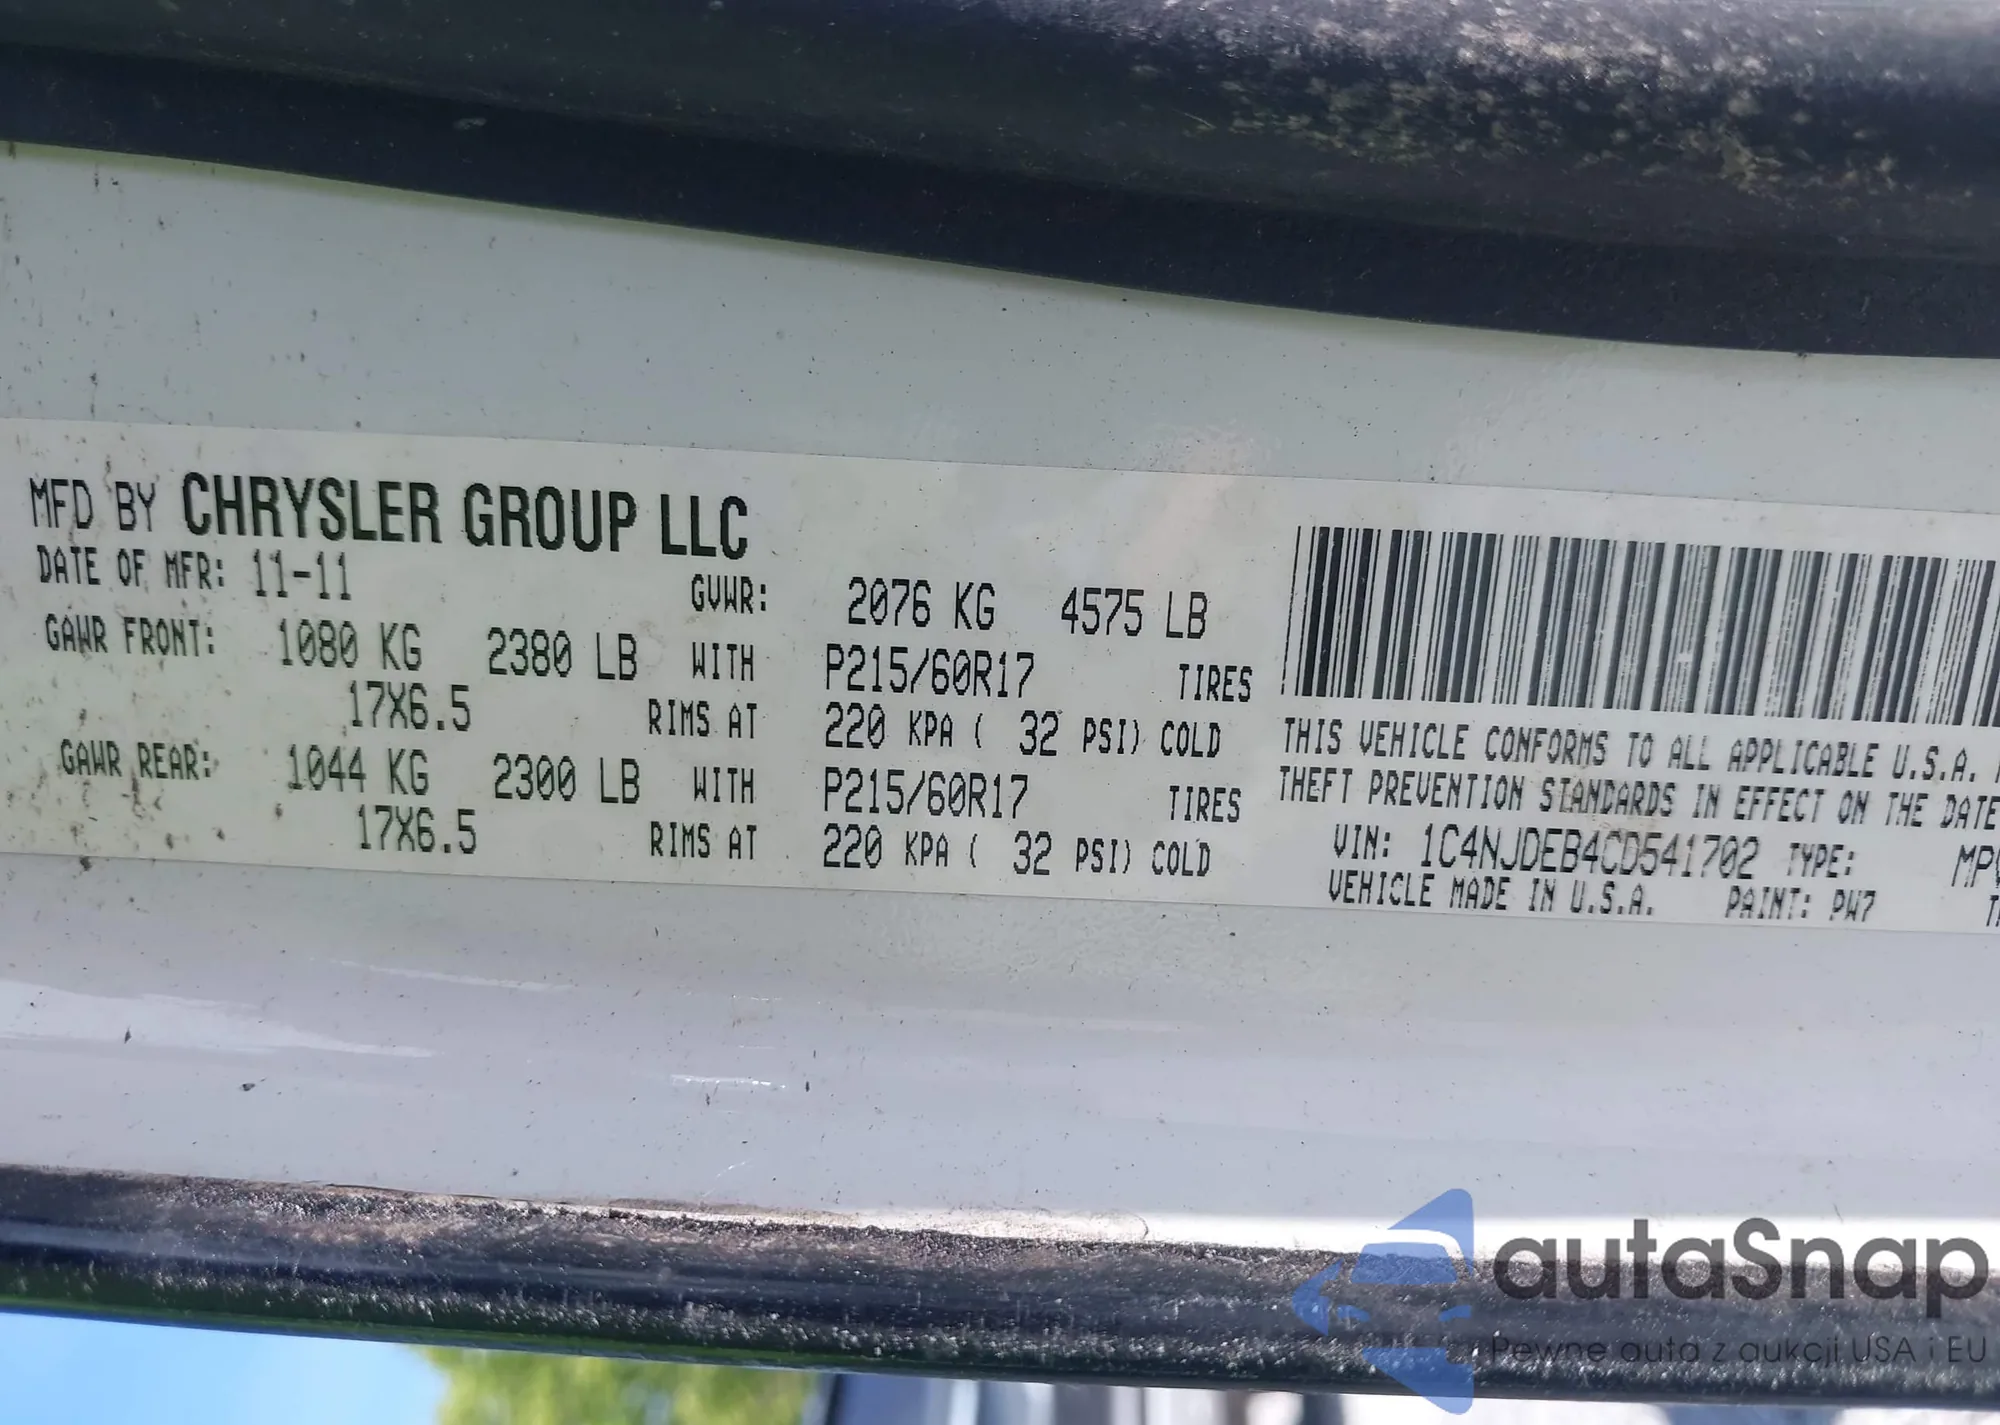 MFD BY CHRYSLER GROUP LLC
DATE OF MFR: 11-11 GVWR: 2076 KG 4575 LB
GAWR FRONT: 1080 KG 2380 LB WITH P215/60R17 TIRES
17X6.5 RIMS AT 220 KPA ( 32 PSI) COLD
GAWR REAR: 1044 KG 2300 LB WITH P215/60R17 TIRES
17X6.5 RIMS AT 220 KPA ( 32 PSI) COLD
THIS VEHICLE CONFORMS TO ALL APPLICABLE U.S.A.
THEFT PREVENTION STANDARDS IN EFFECT ON THE DATE
VIN: 1C4NJDEB4CD541702 TYPE: MPV
VEHICLE MADE IN U.S.A. PAINT: PW7
autaSnap
Pewne auta z aukcji USA i EU